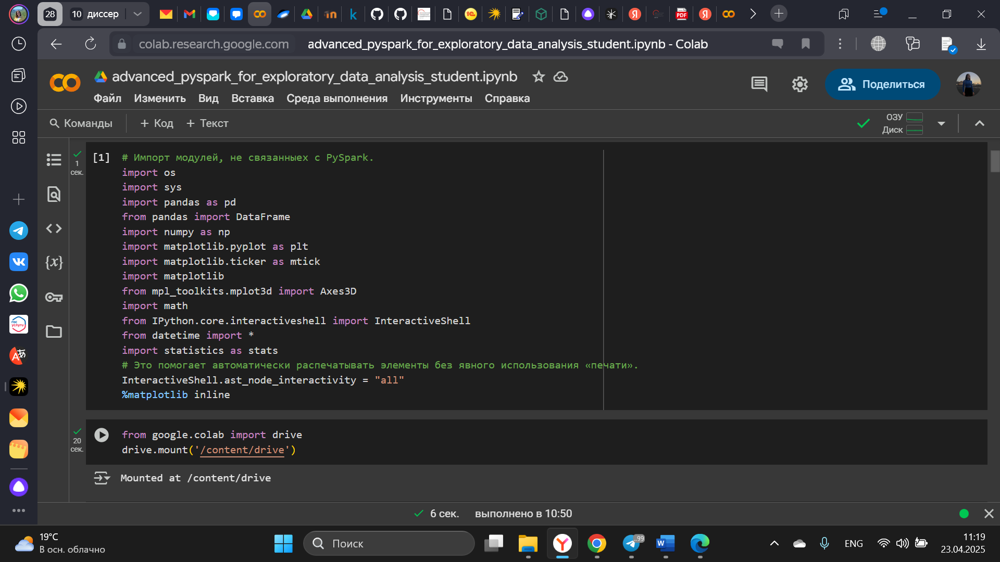 28
10 диссер
colab.research.google.com
advanced_pyspark_for_exploratory_data_analysis_student.ipynb - Colab
advanced_pyspark_for_exploratory_data_analysis_student.ipynb
Файл Изменить Вид Вставка Среда выполнения Инструменты Справка
Поделиться
Команды
+ Код + Текст
ОЗУ
Диск
1
сек.
[1]
# Импорт модулей, не связанныех с PySpark.
import os
import sys
import pandas as pd
from pandas import DataFrame
import numpy as np
import matplotlib.pyplot as plt
import matplotlib.ticker as mtick
import matplotlib
from mpl_toolkits.mplot3d import Axes3D
import math
from IPython.core.interactiveshell import InteractiveShell
from datetime import *
import statistics as stats
# Это помогает автоматически распечатывать элементы без явного использования «печати».
InteractiveShell.ast_node_interactivity = "all"
%matplotlib inline
20
сек.
from google.colab import drive
drive.mount('/content/drive')
Mounted at /content/drive
6 сек. выполнено в 10:50
19°C
В осн. облачно
Поиск
..99
ENG
11:19
23.04.2025